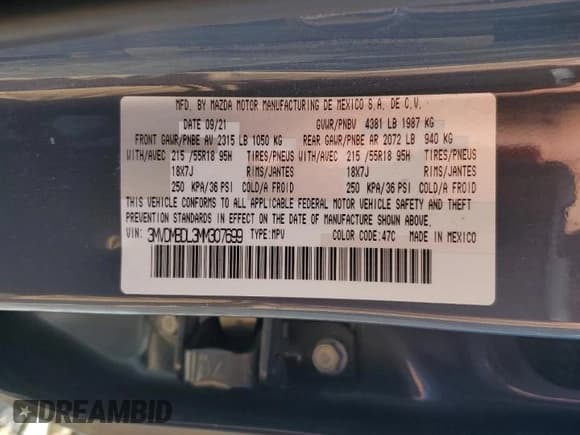 MFD. BY MAZDA MOTOR MANUFACTURING DE MEXICO S.A. DE C.V.
DATE 09/21 GVWR/PNBV 4381 LB 1987 KG
FRONT GAWR/PNBE AV 2315 LB 1050 KG REAR GAWR/PNBE AR 2072 LB 940 KG
WITH/AVEC 215 /55R18 95H TIRES/PNEUS WITH/AVEC 215 /55R18 95H TIRES/PNEUS
18X7J RIMS/JANTES 18X7J RIMS/JANTES
250 KPA/36 PSI COLD/A FROID 250 KPA/36 PSI COLD/A FROID
THIS VEHICLE CONFORMS TO ALL APPLICABLE FEDERAL MOTOR VEHICLE SAFETY AND THEFT
PREVENTION STANDARDS IN EFFECT ON THE DATE OF MANUFACTURE SHOWN ABOVE.
VIN: 3MVDMBDL3MM307699 TYPE:MPV COLOR CODE:47C MADE IN MEXICO
DREAMBID